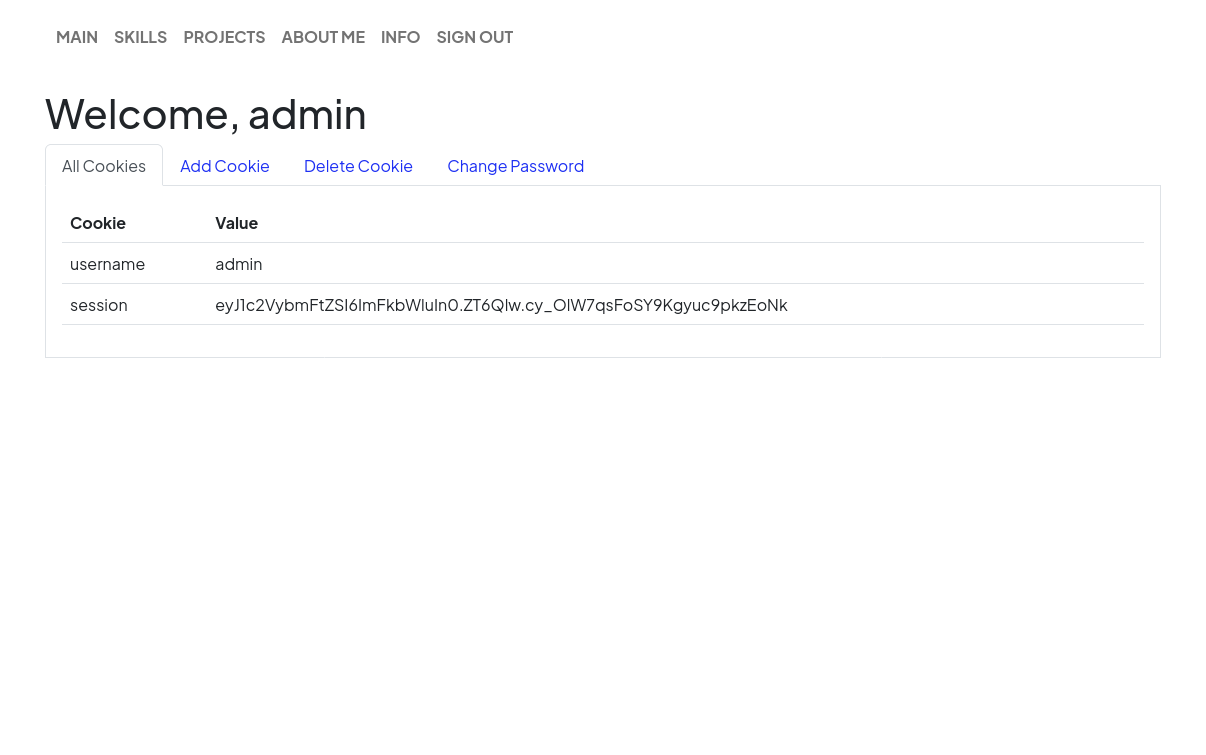 MAIN SKILLS PROJECTS ABOUT ME INFO SIGN OUT
Welcome, admin
All Cookies Add Cookie Delete Cookie Change Password
Cookie Value
username admin
session eyJ1c2VybmFtZSI6ImFkbWluIn0.ZT6QIw.cy_OlW7qsFoSY9Kgyuc9pkzEoNk